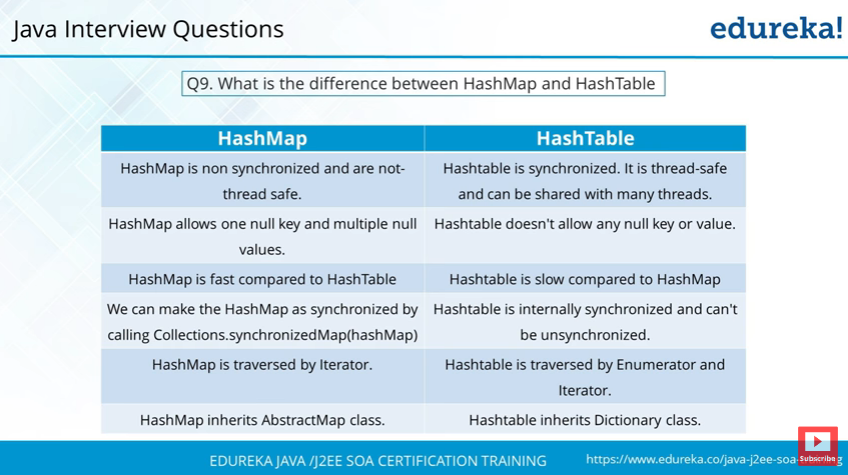 Java Interview Questions
edureka!
Q9. What is the difference between HashMap and HashTable
HashMap
HashTable
HashMap is non synchronized and are not-
thread safe.
Hashtable is synchronized. It is thread-safe
and can be shared with many threads.
HashMap allows one null key and multiple null
values.
Hashtable doesn't allow any null key or value.
HashMap is fast compared to HashTable
Hashtable is slow compared to HashMap
We can make the HashMap as synchronized by
calling Collections.synchronizedMap(hashMap)
Hashtable is internally synchronized and can't
be unsynchronized.
HashMap is traversed by Iterator.
Hashtable is traversed by Enumerator and
Iterator.
HashMap inherits AbstractMap class.
Hashtable inherits Dictionary class.
EDUREKA JAVA /J2EE SOA CERTIFICATION TRAINING
https://www.edureka.co/java-j2ee-soa-
Subscribe